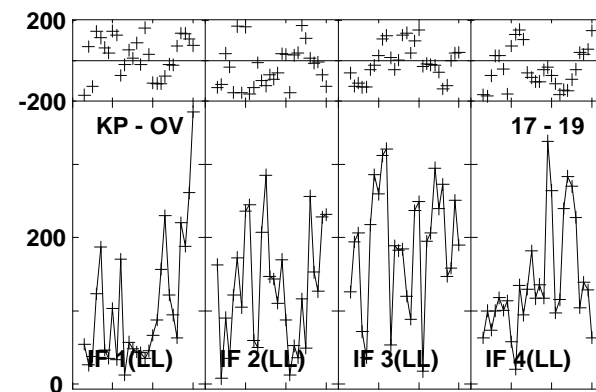 200
-200
KP - OV 17 - 19
200
0
IF 1(LL) IF 2(LL) IF 3(LL) IF 4(LL)